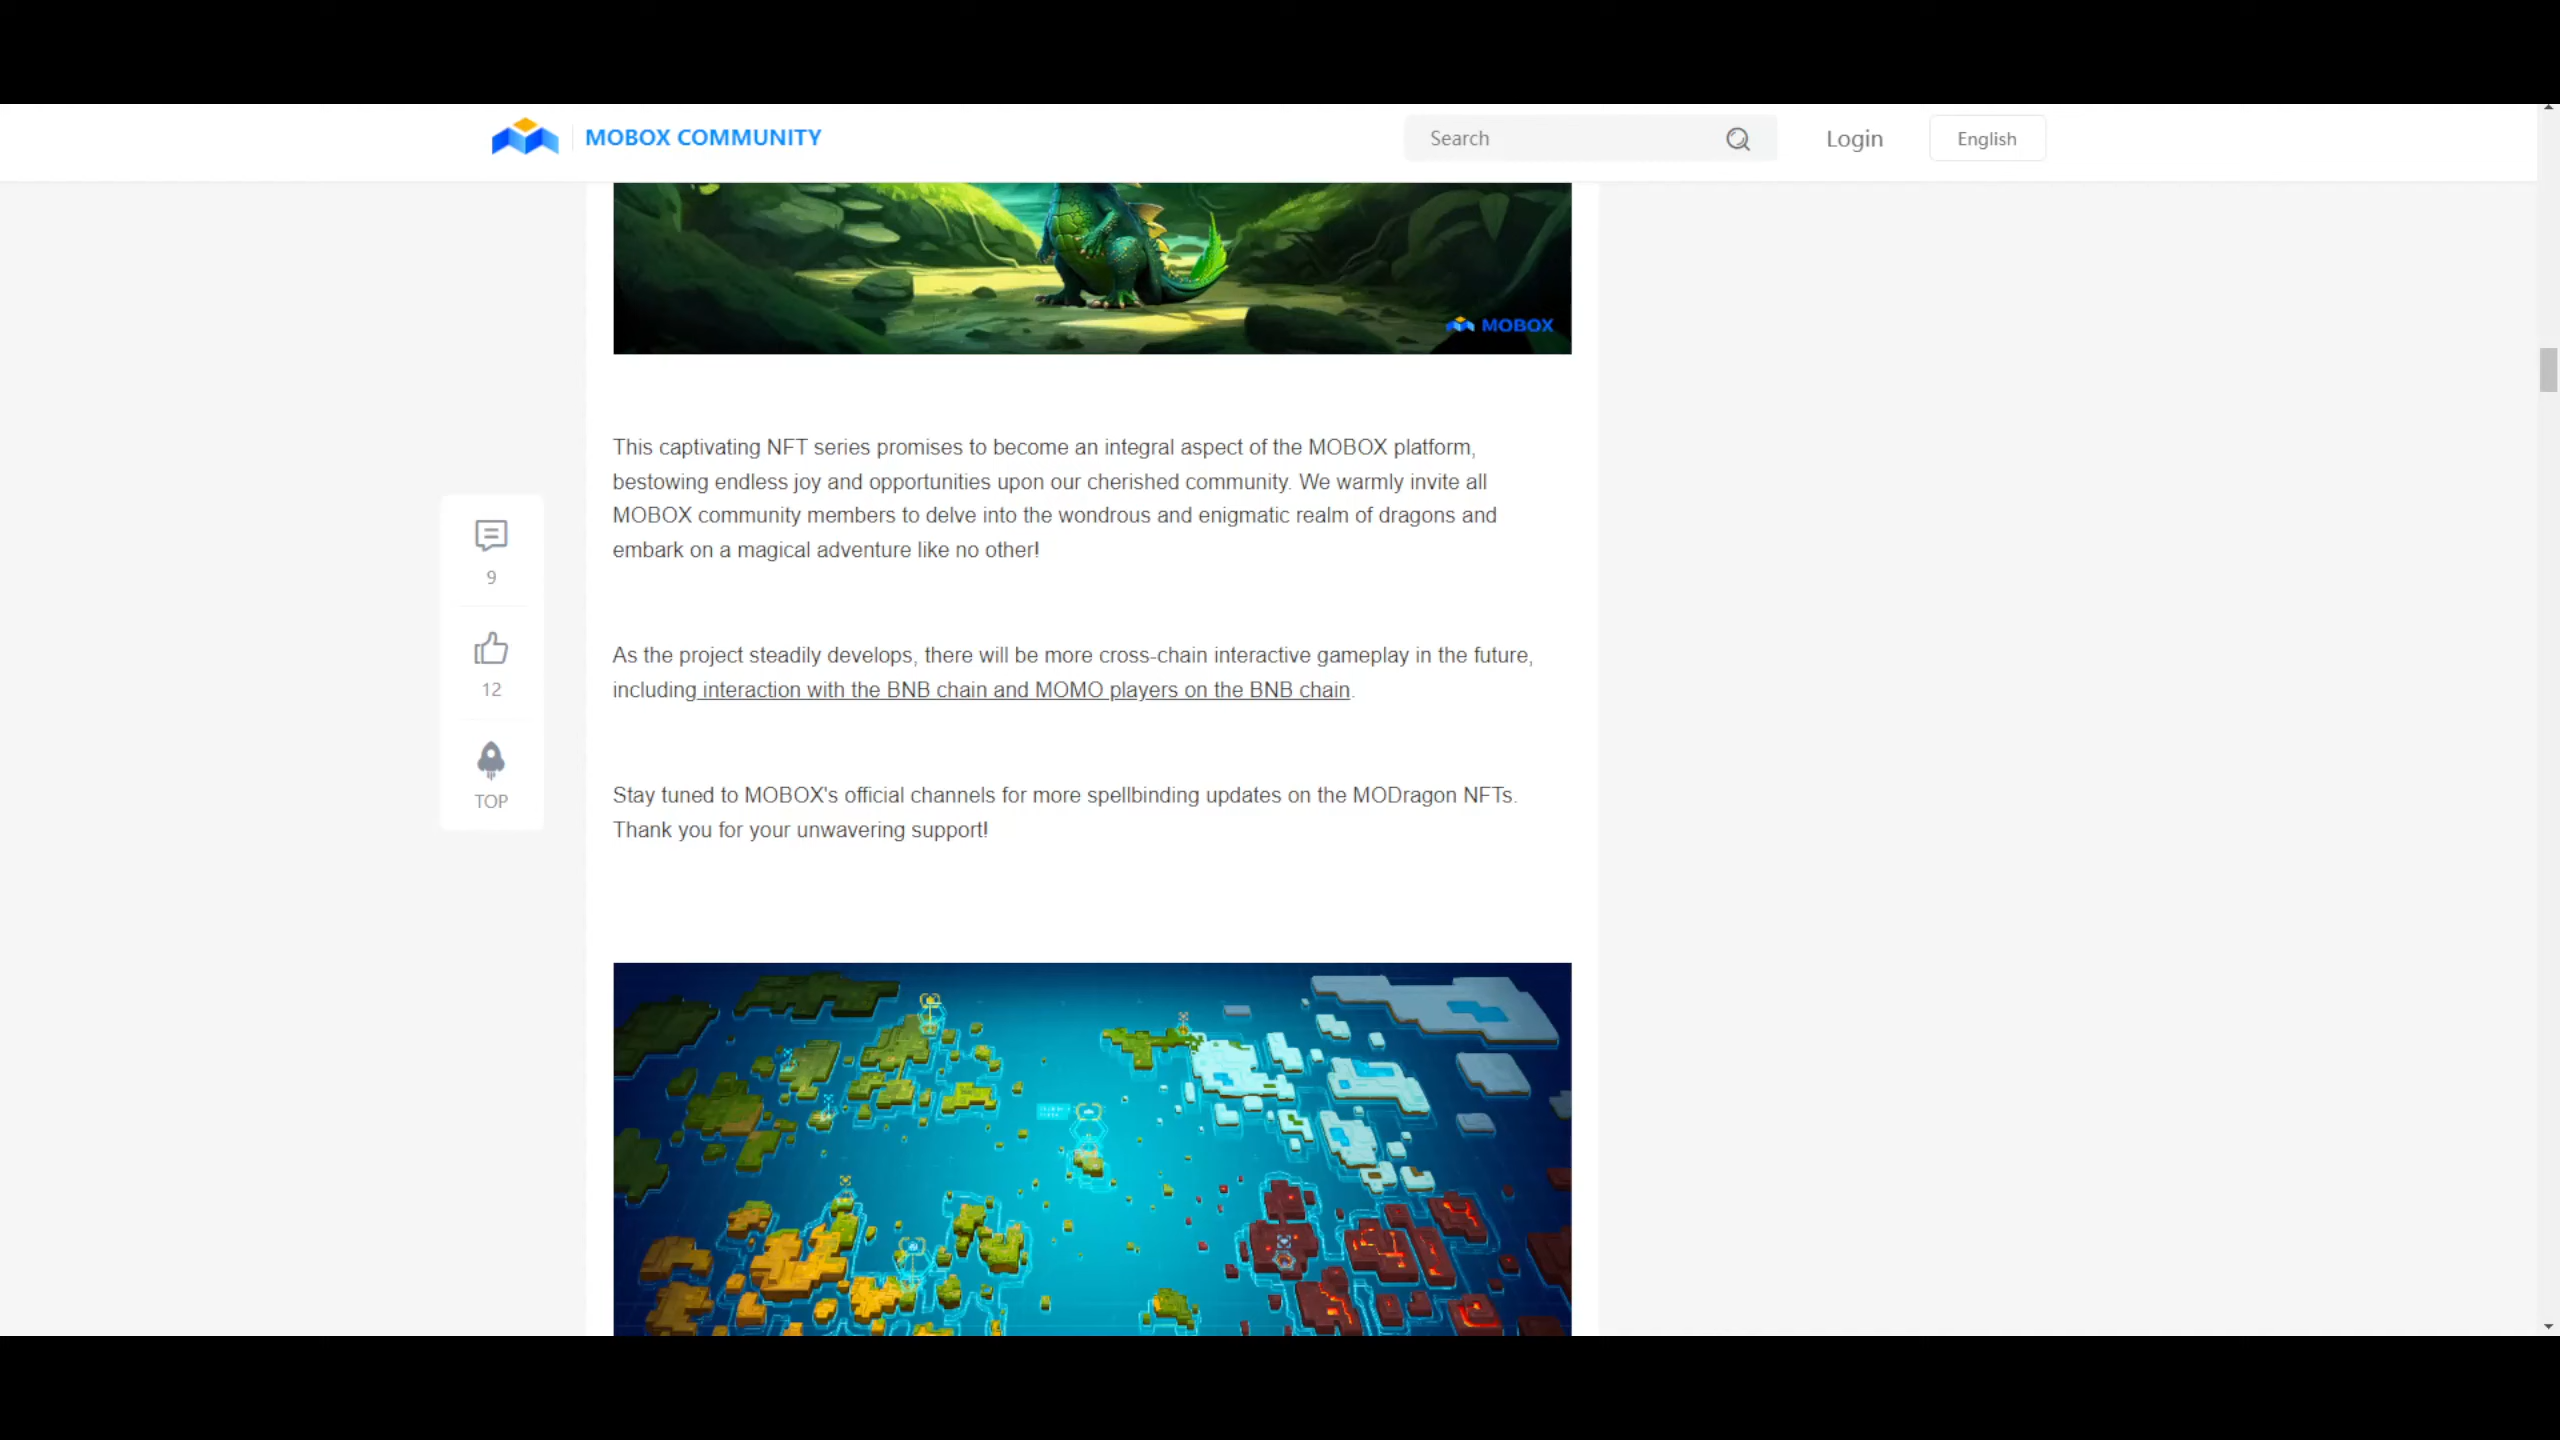 MOBOX COMMUNITY
Search
Login
English
MOBOX
This captivating NFT series promises to become an integral aspect of the MOBOX platform,
bestowing endless joy and opportunities upon our cherished community. We warmly invite all
MOBOX community members to delve into the wondrous and enigmatic realm of dragons and
embark on a magical adventure like no other!
9
As the project steadily develops, there will be more cross-chain interactive gameplay in the future,
including interaction with the BNB chain and MOMO players on the BNB chain.
12
Stay tuned to MOBOX's official channels for more spellbinding updates on the MODragon NFTs.
TOP
Thank you for your unwavering support!